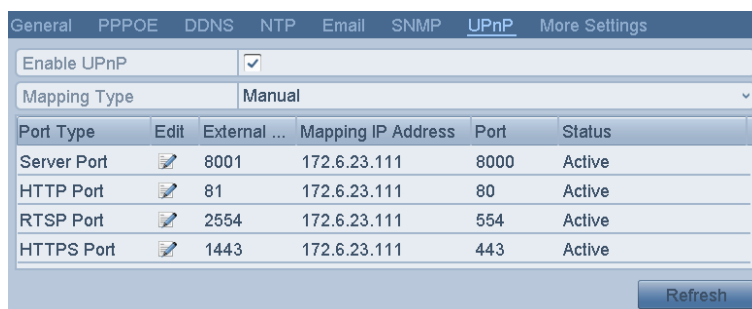 General PPPOE DDNS NTP Email SNMP UPnP More Settings
Enable UPnP
Mapping Type Manual
Port Type Edit External ... Mapping IP Address Port Status
Server Port 8001 172.6.23.111 8000 Active
HTTP Port 81 172.6.23.111 80 Active
RTSP Port 2554 172.6.23.111 554 Active
HTTPS Port 1443 172.6.23.111 443 Active
Refresh